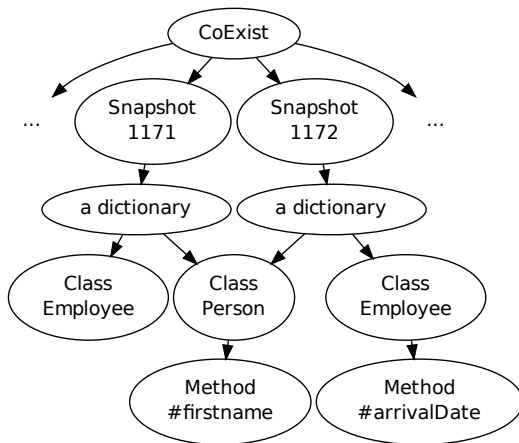 CoExist
...
Snapshot
1171
Snapshot
1172
...
a dictionary
a dictionary
Class
Employee
Class
Person
Class
Employee
Method
#firstname
Method
#arrivalDate